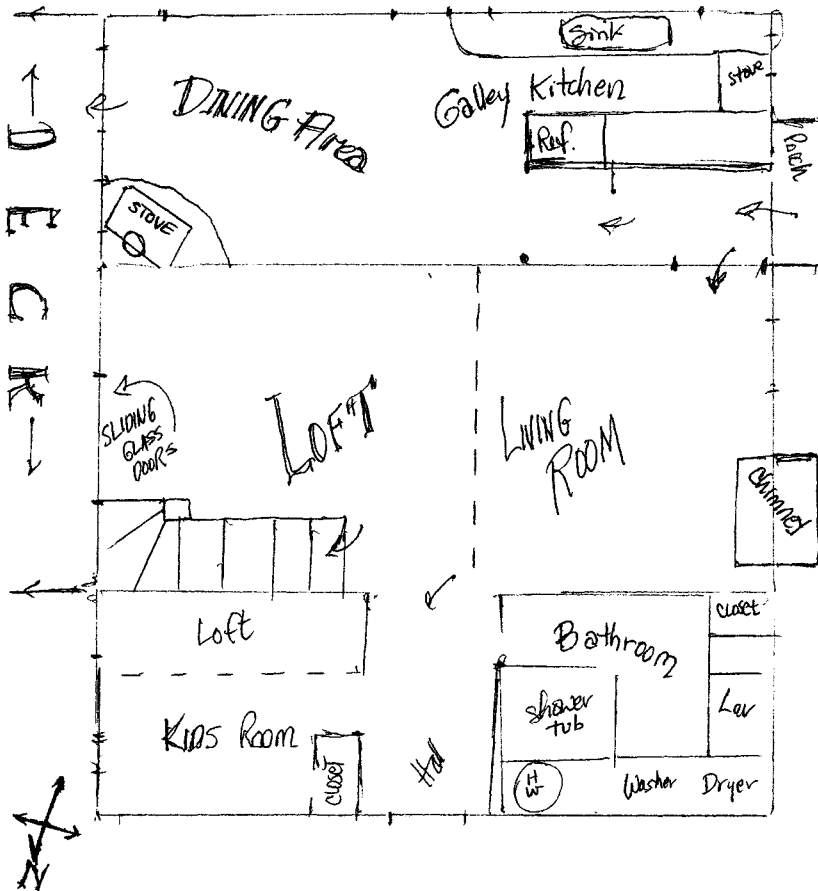 Sink
DINING Area
Galley Kitchen
stove
Ref.
Porch
DECK
STOVE
SLIDING
GLASS
DOORS
LOFT
LIVING
ROOM
Chimney
Loft
Bathroom
closet
KIDS ROOM
closet
Hall
shower
tub
Lav
HW
Washer
Dryer
N